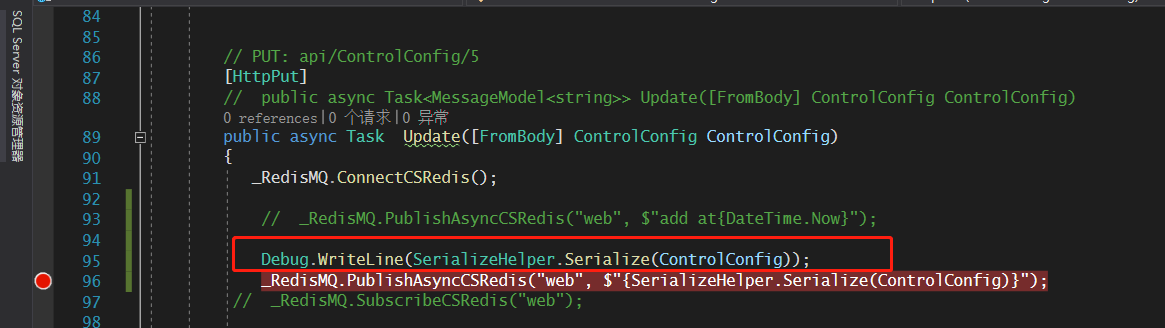 SQL Server 对象资源管理器
84
85
86 // PUT: api/ControlConfig/5
87 [HttpPut]
88 //  public async Task<MessageModel<string>> Update([FromBody] ControlConfig ControlConfig)
0 references|0 个请求|0 异常
89 public async Task  Update([FromBody] ControlConfig ControlConfig)
90 {
91 _RedisMQ.ConnectCSRedis();
92
93 //  _RedisMQ.PublishAsyncCSRedis("web", $"add at{DateTime.Now}");
94
95 Debug.WriteLine(SerializeHelper.Serialize(ControlConfig));
96 _RedisMQ.PublishAsyncCSRedis("web", $"{SerializeHelper.Serialize(ControlConfig)}");
97 //  _RedisMQ.SubscribeCSRedis("web");
98